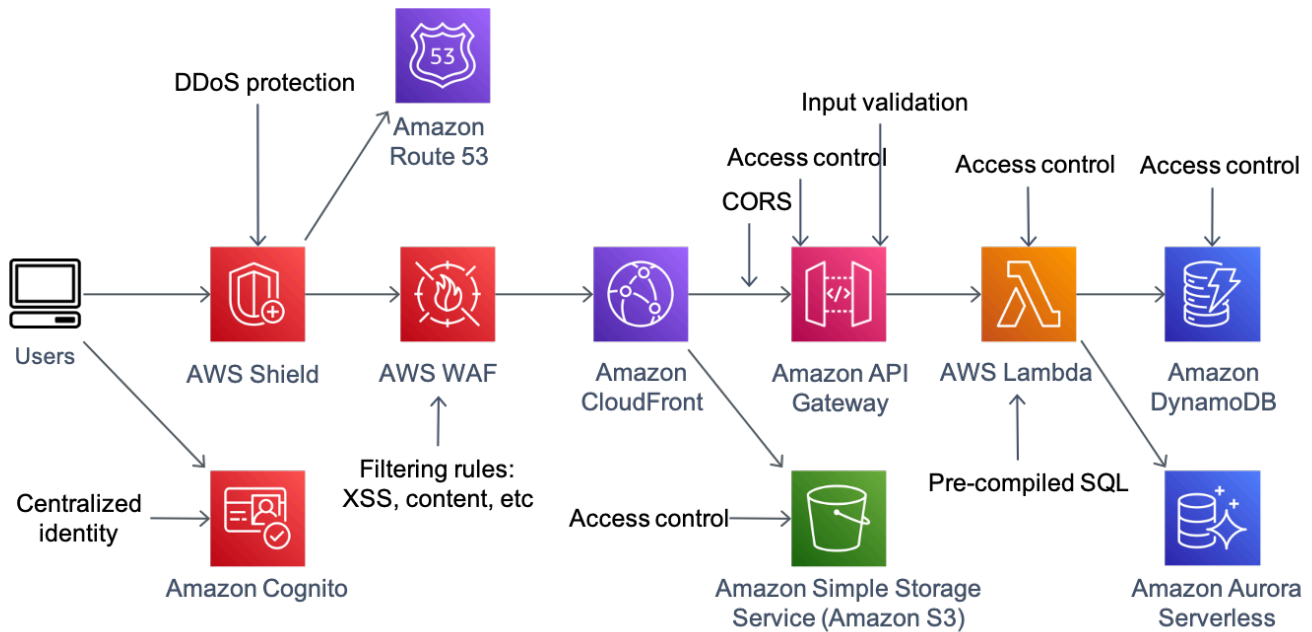 53
DDoS protection
Amazon
Route 53
Input validation
Access control
CORS
Access control
Access control
Users
AWS Shield
AWS WAF
Amazon
CloudFront
Amazon API
Gateway
AWS Lambda
Amazon
DynamoDB
</>
Filtering rules:
XSS, content, etc
Pre-compiled SQL
Centralized
identity
Access control
Amazon Cognito
Amazon Simple Storage
Service (Amazon S3)
Amazon Aurora
Serverless